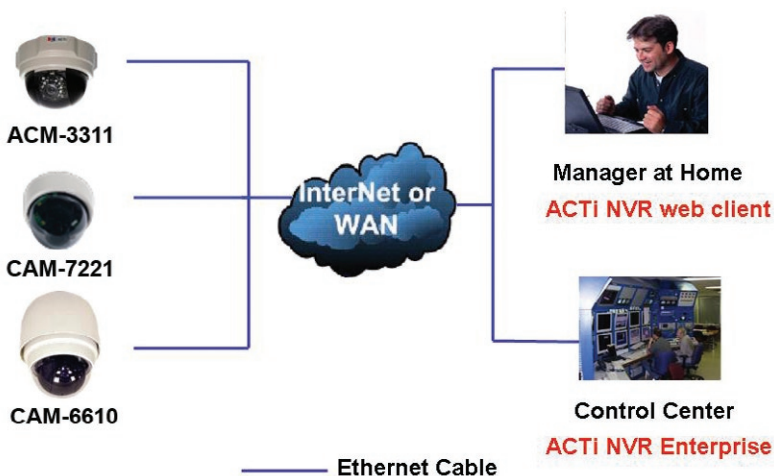 ACM-3311
CAM-7221
CAM-6610
InterNet or
WAN
Manager at Home
ACTi NVR web client
Control Center
ACTi NVR Enterprise
Ethernet Cable